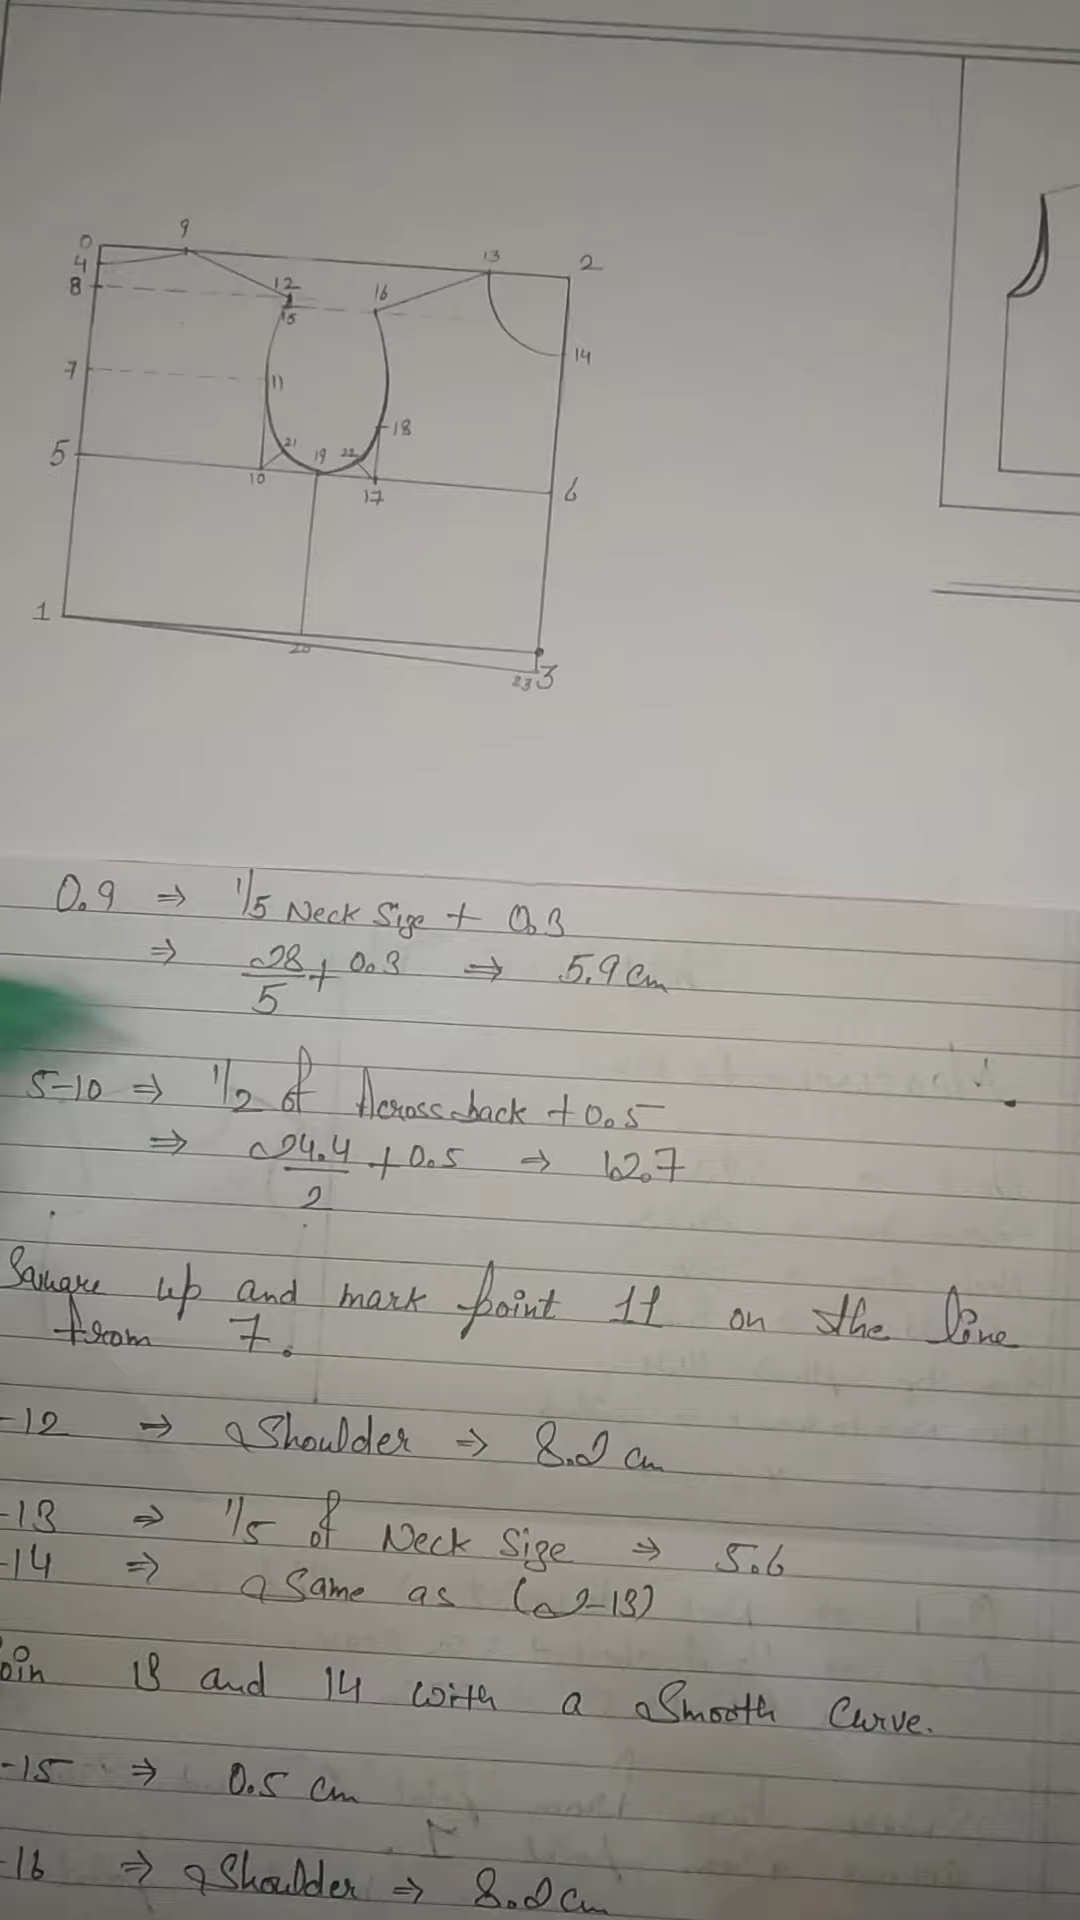 0
9
4
8
12
15
16
13
2
14
7
11
18
5
21
19
22
10
17
6
1
20
23
3
0.9 ⇒ 1/5 Neck Size + 0.3
⇒ 28/5 + 0.3 ⇒ 5.9 cm
5-10 ⇒ 1/2 of Across back + 0.5
⇒ 24.4/2 + 0.5 ⇒ 12.7
Square up and mark point 11 on the line
from 7.
-12 ⇒ Shoulder ⇒ 8.2 cm
-13 ⇒ 1/5 of Neck Size ⇒ 5.6
-14 ⇒ Same as (2-13)
oin 13 and 14 with a Smooth Curve.
-15 ⇒ 0.5 cm
-16 ⇒ Shoulder ⇒ 8.2 cm